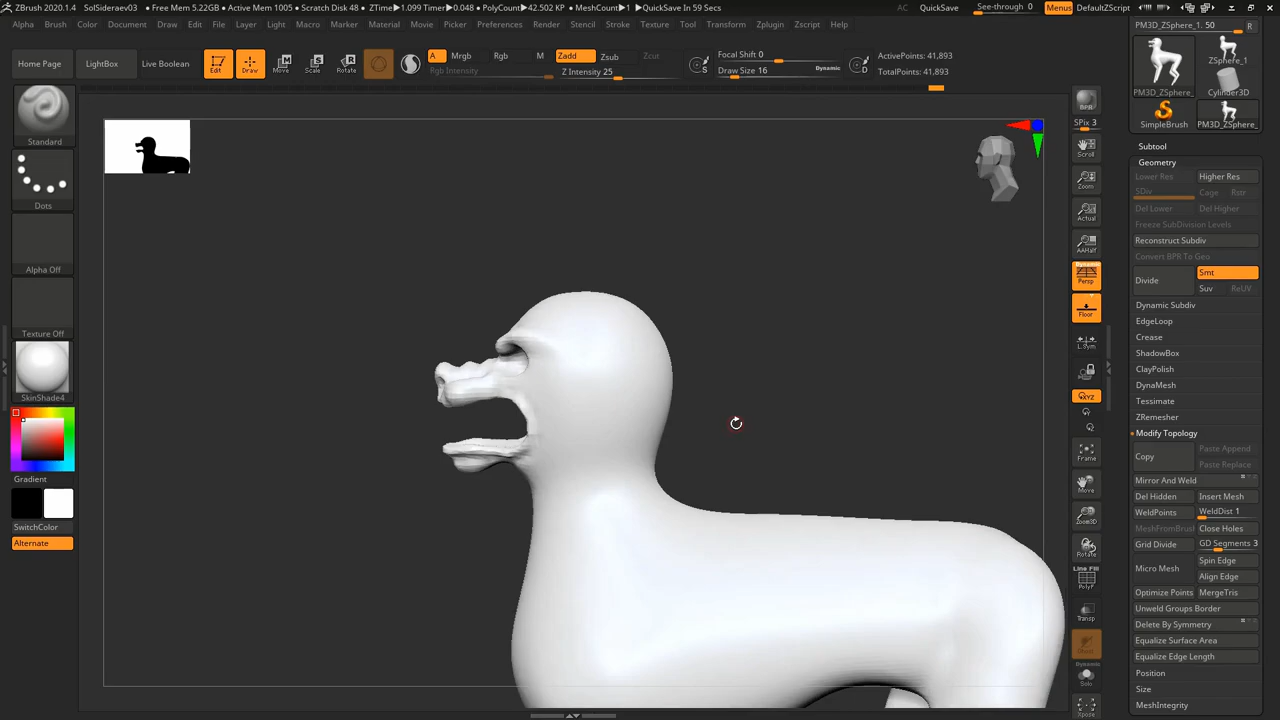 ZBrush 2020.1.4 SolSideraev03 • Free Mem 5.22GB • Active Mem 1005 • Scratch Disk 48 • ZTime▶1.099 Timer▶0.048 • PolyCount▶42.502 KP • MeshCount▶1 • QuickSave In 59 Secs AC QuickSave See-through 0 Menus DefaultZScript
Alpha Brush Color Document Draw Edit File Layer Light Macro Marker Material Movie Picker Preferences Render Stencil Stroke Texture Tool Transform Zplugin Zscript Help
Home Page
LightBox
Live Boolean
Edit
Draw
Move
Scale
Rotate
A Mrgb Rgb M Zadd Zsub Zcut
Rgb Intensity Z Intensity 25
Focal Shift 0
Draw Size 16 Dynamic
S
D
ActivePoints: 41,893
TotalPoints: 41,893
Standard
Dots
Alpha Off
Texture Off
SkinShade4
Gradient
SwitchColor
Alternate
BPR
SPix 3
Scroll
Zoom
Actual
AAHalf
Dynamic
Persp
Floor
L.Sym
XYZ
Frame
Move
Zoom3D
Rotate
Line Fill
PolyF
Transp
Ghost
Dynamic
Solo
Xpose
PM3D_ZSphere_1. 50 R
PM3D_ZSphere_
ZSphere_1
Cylinder3D
SimpleBrush
PM3D_ZSphere_
Subtool
Geometry
Lower Res Higher Res
SDiv Cage Rstr
Del Lower Del Higher
Freeze SubDivision Levels
Reconstruct Subdiv
Convert BPR To Geo
Divide Smt
Suv ReUV
Dynamic Subdiv
EdgeLoop
Crease
ShadowBox
ClayPolish
DynaMesh
Tessimate
ZRemesher
Modify Topology
Copy Paste Append
Paste Replace
Mirror And Weld
Del Hidden Insert Mesh
WeldPoints WeldDist 1
MeshFromBrush Close Holes
Grid Divide GD Segments 3
Micro Mesh Spin Edge
Align Edge
Optimize Points MergeTris
Unweld Groups Border
Delete By Symmetry
Equalize Surface Area
Equalize Edge Length
Position
Size
MeshIntegrity